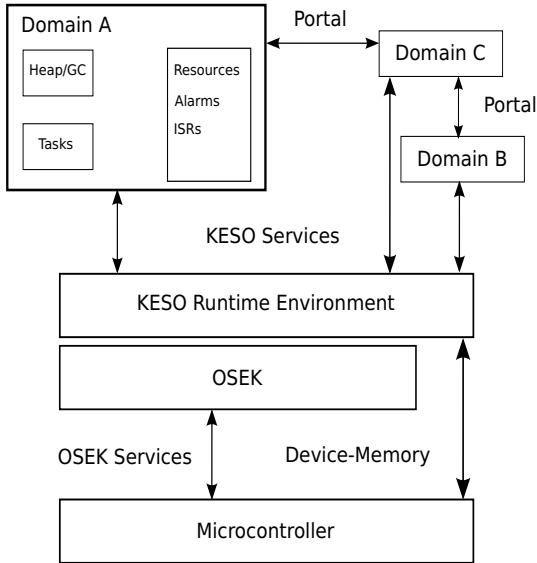 Domain A
Portal
Domain C
Heap/GC
Resources
Alarms
ISRs
Tasks
Portal
Domain B
KESO Services
KESO Runtime Environment
OSEK
OSEK Services
Device-Memory
Microcontroller